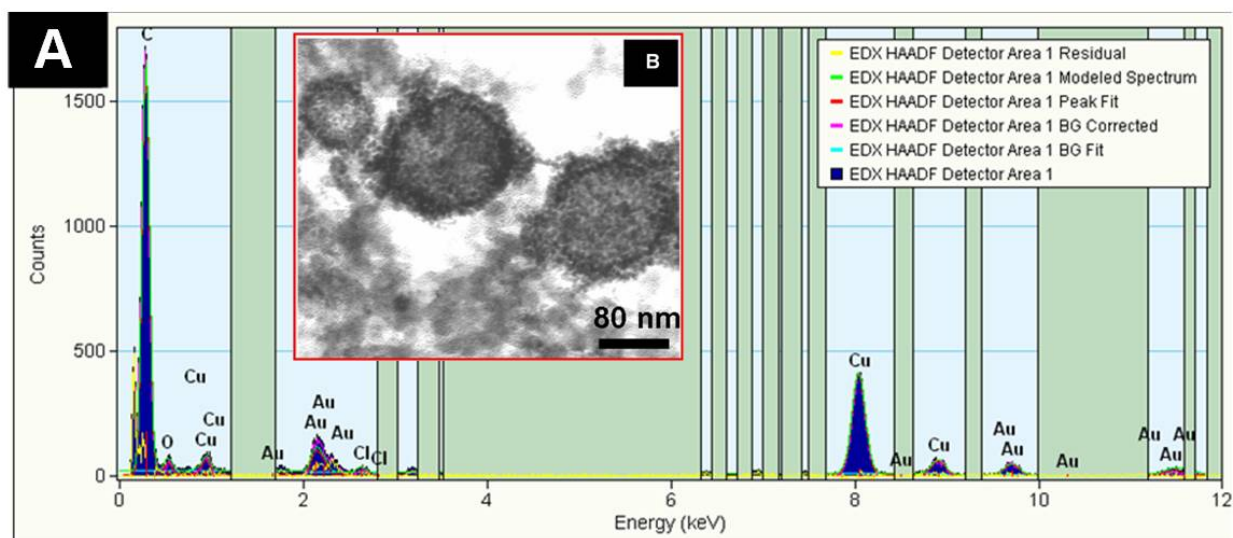 A
B
80 nm
EDX HAADF Detector Area 1 Residual
EDX HAADF Detector Area 1 Modeled Spectrum
EDX HAADF Detector Area 1 Peak Fit
EDX HAADF Detector Area 1 BG Corrected
EDX HAADF Detector Area 1 BG Fit
EDX HAADF Detector Area 1
Counts
1500
1000
500
0
C
O
Cu
Cu
Cu
Au
Au
Au
Au
Cl
Cl
Cu
Au
Cu
Au
Au
Au
Au
Au
Au
0
2
4
6
8
10
12
Energy (keV)